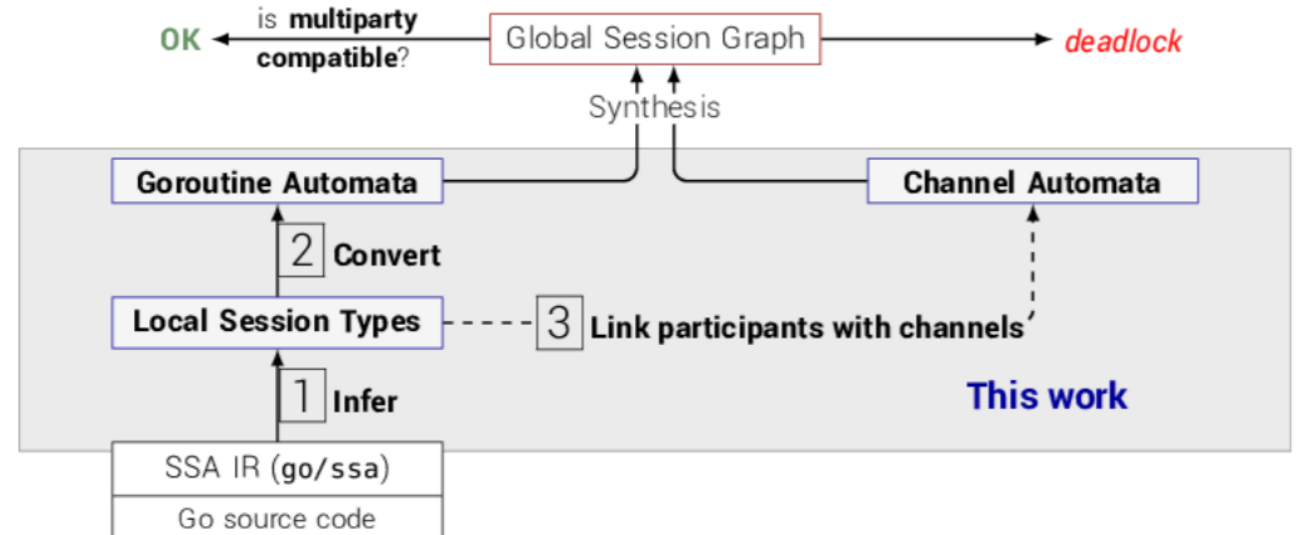 is multiparty
OK
compatible?
Global Session Graph
deadlock
Synthesis
Goroutine Automata
Channel Automata
2 Convert
Local Session Types
3 Link participants with channels
1 Infer
This work
SSA IR (go/ssa)
Go source code